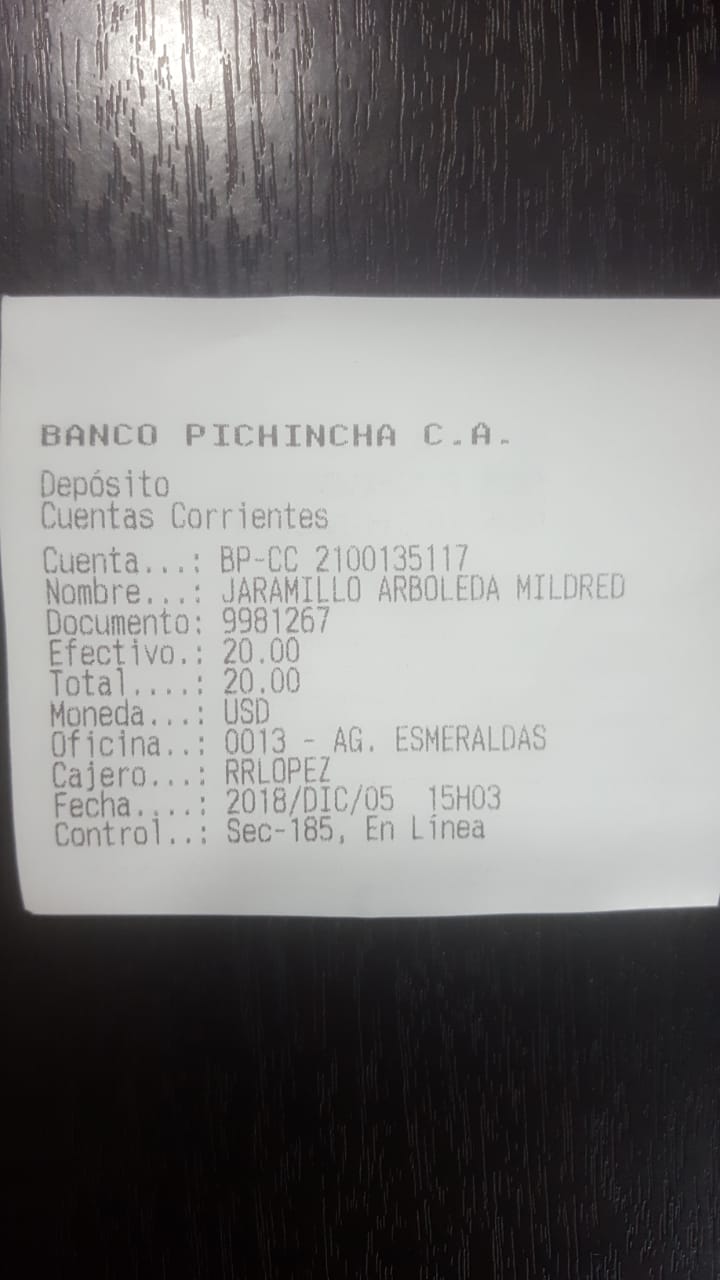 BANCO PICHINCHA C.A.
Depósito
Cuentas Corrientes
Cuenta...: BP-CC 2100135117
Nombre...: JARAMILLO ARBOLEDA MILDRED
Documento: 9981267
Efectivo.: 20.00
Total....: 20.00
Moneda...: USD
Oficina..: 0013 - AG. ESMERALDAS
Cajero...: RRLOPEZ
Fecha....: 2018/DIC/05 15H03
Control..: Sec-185, En Línea